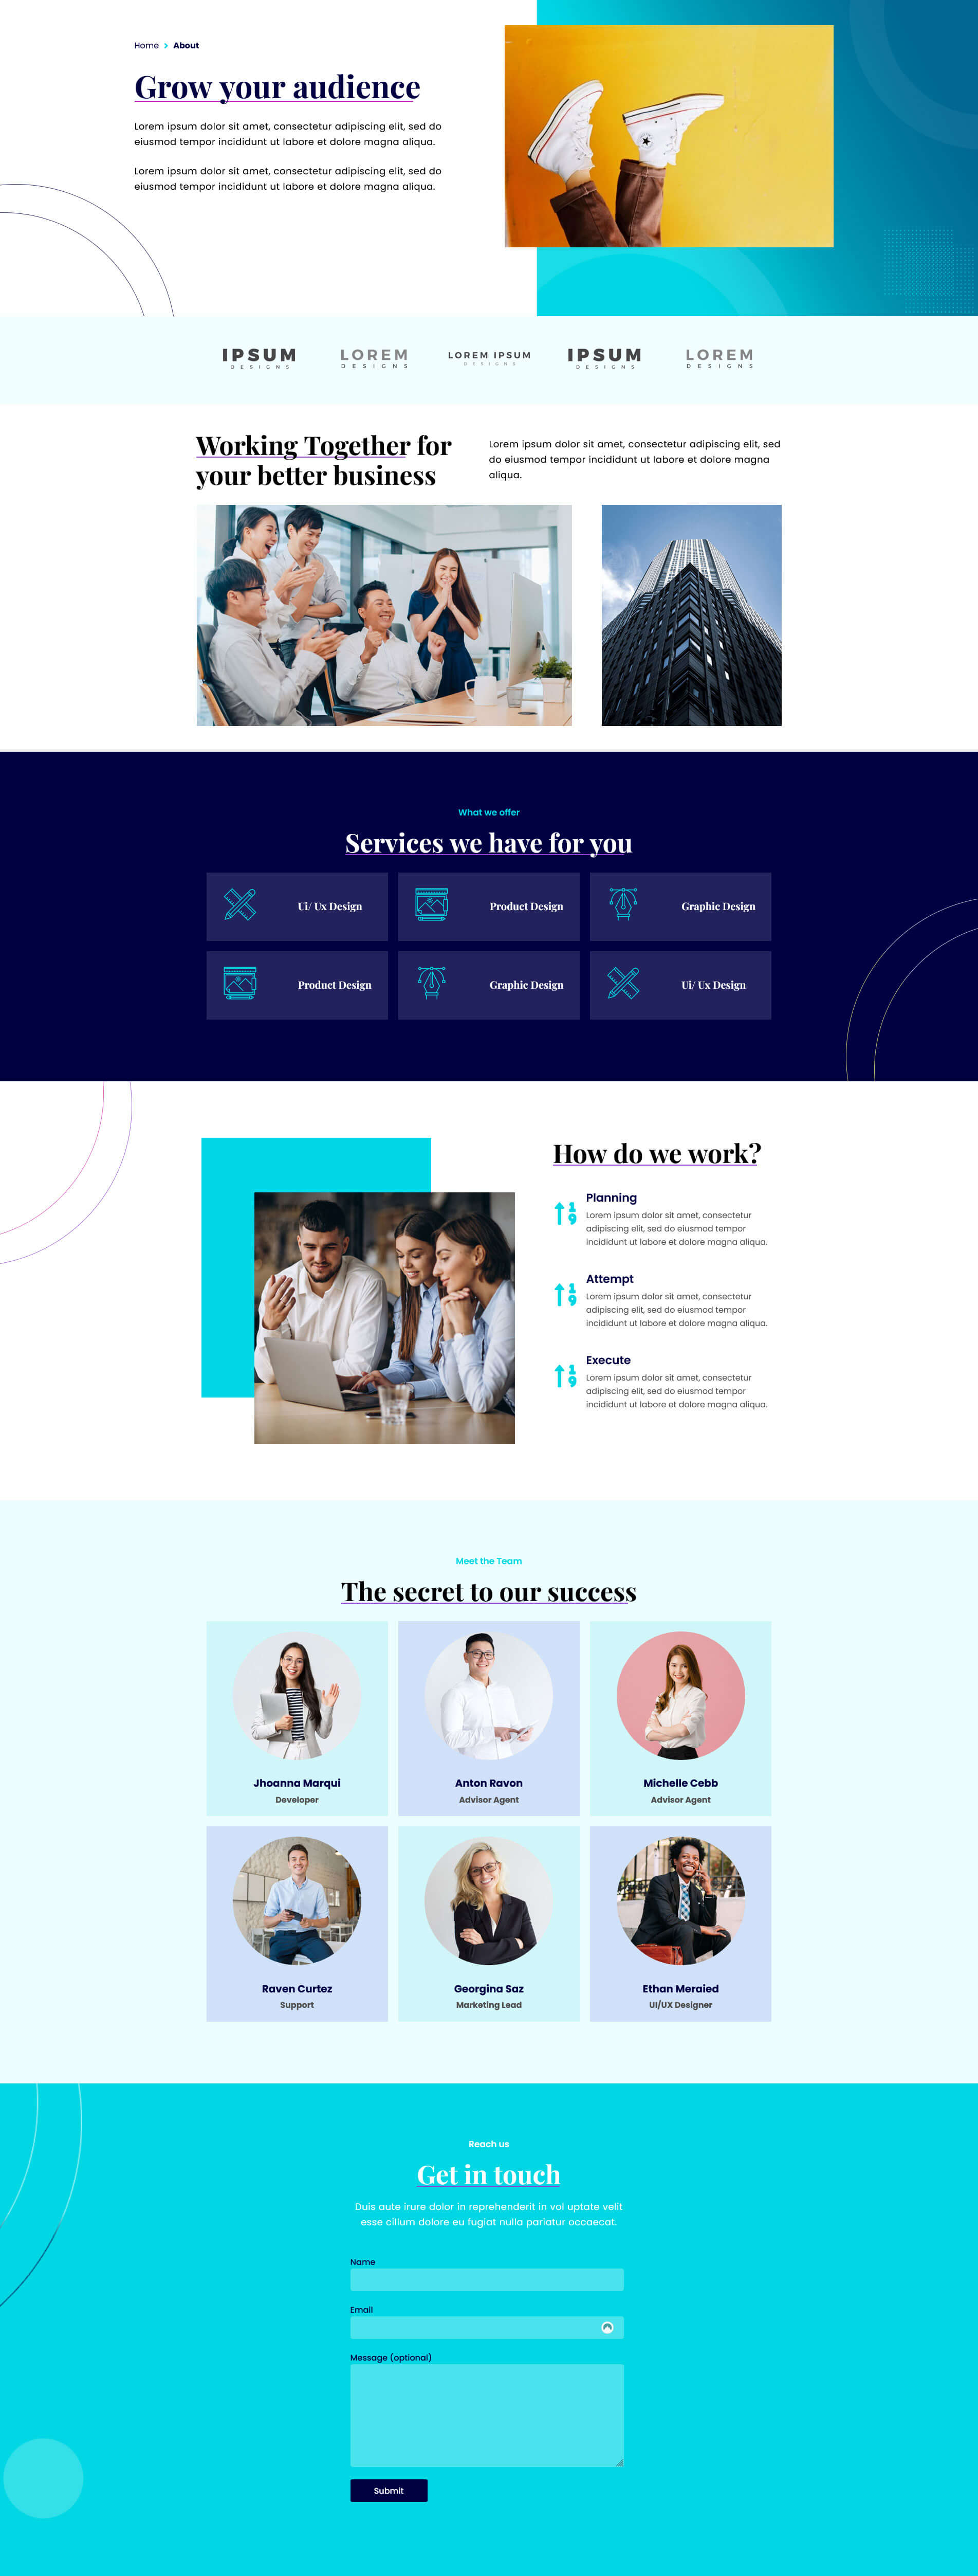 Home > About
Grow your audience
Lorem ipsum dolor sit amet, consectetur adipiscing elit, sed do
eiusmod tempor incididunt ut labore et dolore magna aliqua.
Lorem ipsum dolor sit amet, consectetur adipiscing elit, sed do
eiusmod tempor incididunt ut labore et dolore magna aliqua.
IPSUM
DESIGNS
LOREM
DESIGNS
LOREM IPSUM
DESIGNS
IPSUM
DESIGNS
LOREM
DESIGNS
Working Together for
your better business
Lorem ipsum dolor sit amet, consectetur adipiscing elit, sed
do eiusmod tempor incididunt ut labore et dolore magna
aliqua.
What we offer
Services we have for you
Ui/ Ux Design
Product Design
Graphic Design
Product Design
Graphic Design
Ui/ Ux Design
How do we work?
1
9
Planning
Lorem ipsum dolor sit amet, consectetur
adipiscing elit, sed do eiusmod tempor
incididunt ut labore et dolore magna aliqua.
1
9
Attempt
Lorem ipsum dolor sit amet, consectetur
adipiscing elit, sed do eiusmod tempor
incididunt ut labore et dolore magna aliqua.
1
9
Execute
Lorem ipsum dolor sit amet, consectetur
adipiscing elit, sed do eiusmod tempor
incididunt ut labore et dolore magna aliqua.
Meet the Team
The secret to our success
Jhoanna Marqui
Developer
Anton Ravon
Advisor Agent
Michelle Cebb
Advisor Agent
Raven Curtez
Support
Georgina Saz
Marketing Lead
Ethan Meraied
UI/UX Designer
Reach us
Get in touch
Duis aute irure dolor in reprehenderit in vol uptate velit
esse cillum dolore eu fugiat nulla pariatur occaecat.
Name
Email
Message (optional)
Submit